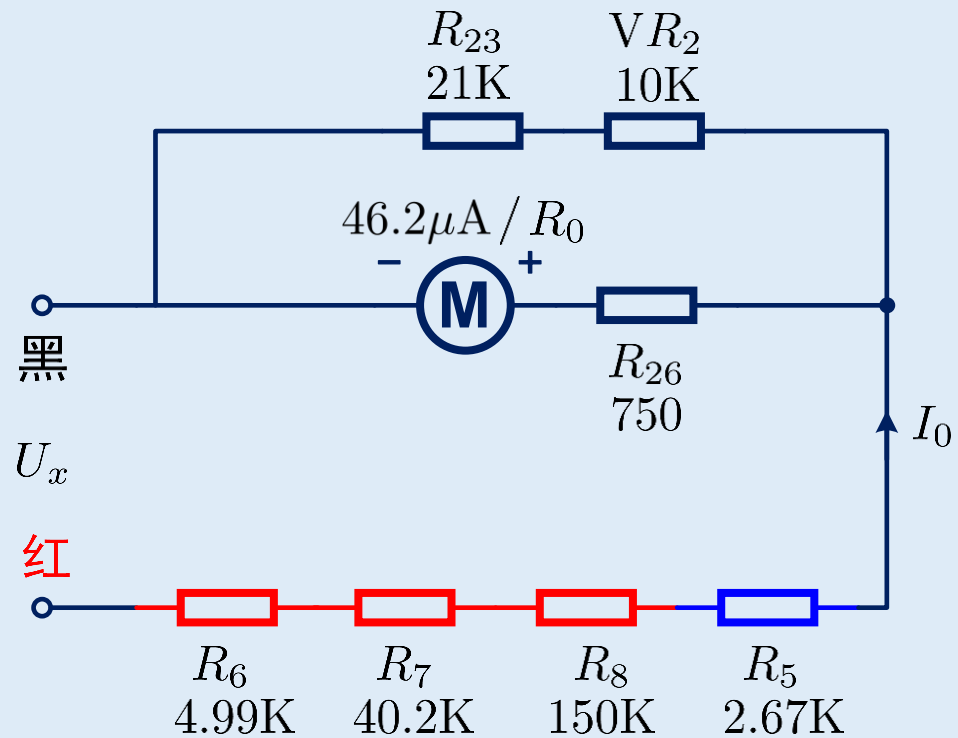 R₂₃ VR₂
21K 10K
46.2μA / R₀
− +
M
黑
R₂₆
750
I₀
Uₓ
红
R₆ R₇ R₈ R₅
4.99K 40.2K 150K 2.67K